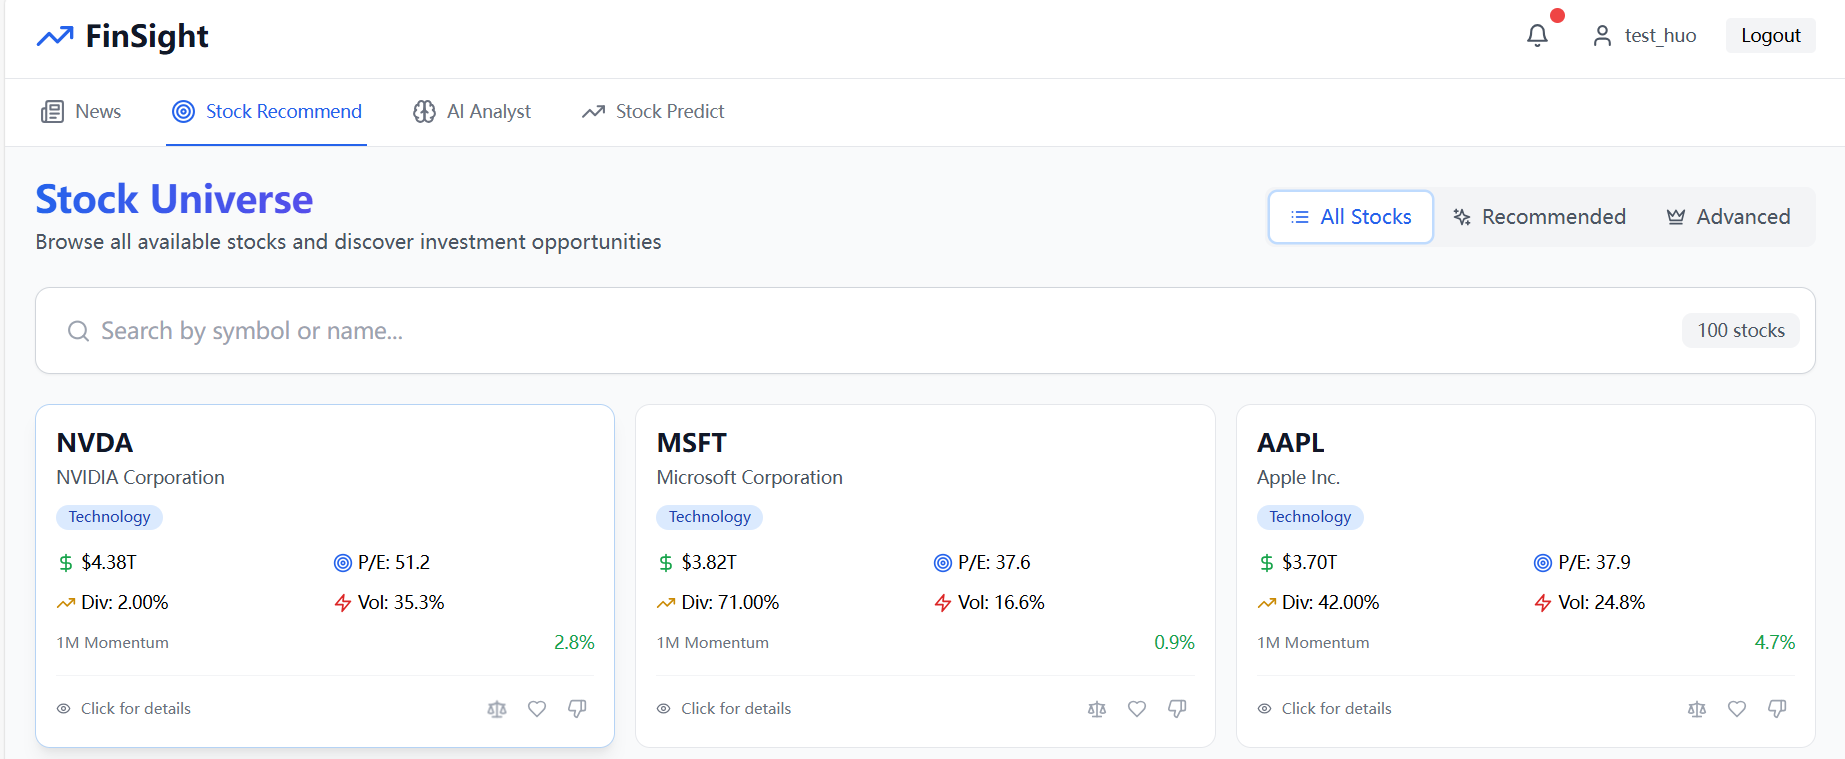 FinSight
test_huo
Logout
News
Stock Recommend
AI Analyst
Stock Predict
Stock Universe
Browse all available stocks and discover investment opportunities
All Stocks
Recommended
Advanced
Search by symbol or name...
100 stocks
NVDA
NVIDIA Corporation
Technology
$ $4.38T
P/E: 51.2
Div: 2.00%
Vol: 35.3%
1M Momentum
2.8%
Click for details
MSFT
Microsoft Corporation
Technology
$ $3.82T
P/E: 37.6
Div: 71.00%
Vol: 16.6%
1M Momentum
0.9%
Click for details
AAPL
Apple Inc.
Technology
$ $3.70T
P/E: 37.9
Div: 42.00%
Vol: 24.8%
1M Momentum
4.7%
Click for details